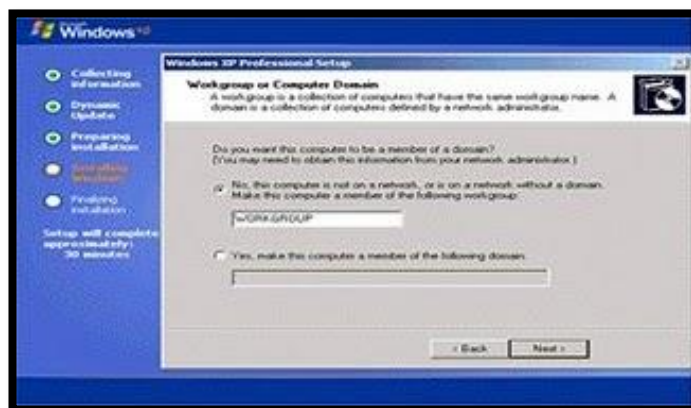 Microsoft
Windows xp
Collecting
information
Dynamic
Update
Preparing
installation
Installing
Windows
Finalizing
installation
Setup will complete
approximately:
30 minutes
Windows XP Professional Setup
Workgroup or Computer Domain
A workgroup is a collection of computers that have the same workgroup name. A
domain is a collection of computers defined by a network administrator.
Do you want this computer to be a member of a domain?
(You may need to obtain this information from your network administrator.)
No, this computer is not on a network, or is on a network without a domain.
Make this computer a member of the following workgroup:
WORKGROUP
Yes, make this computer a member of the following domain:
< Back
Next >